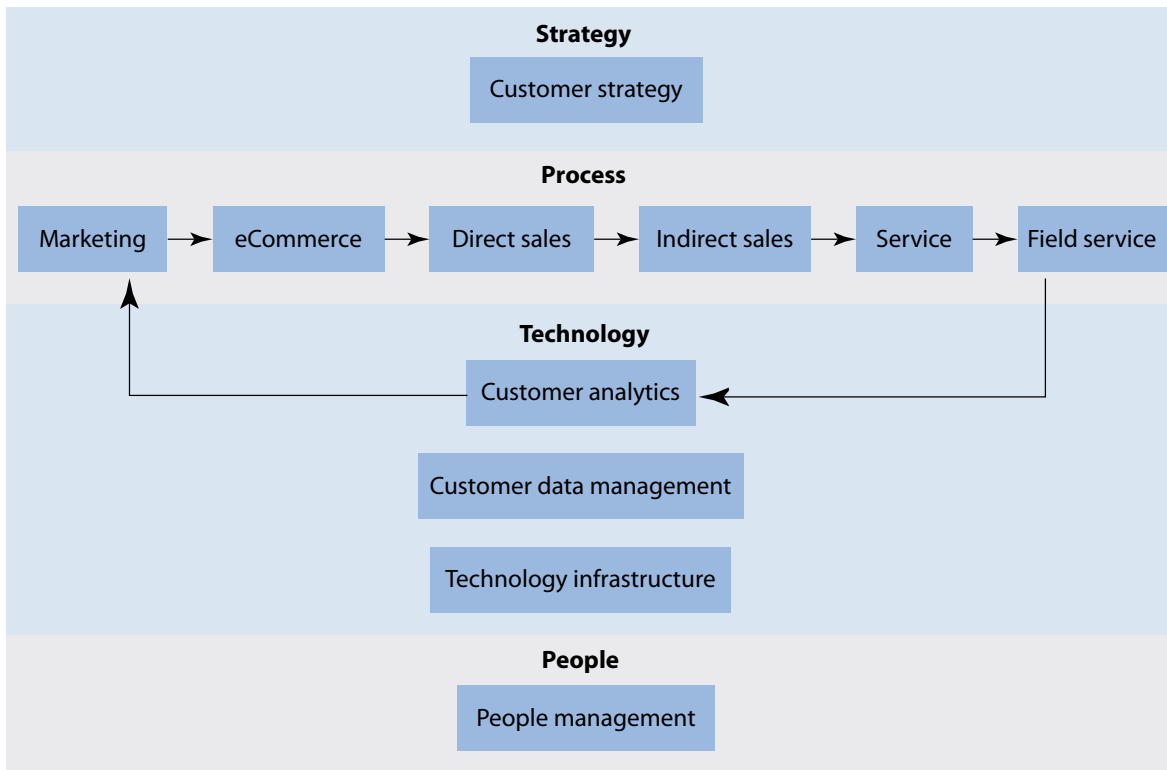 Strategy
Customer strategy
Process
Marketing
eCommerce
Direct sales
Indirect sales
Service
Field service
Technology
Customer analytics
Customer data management
Technology infrastructure
People
People management